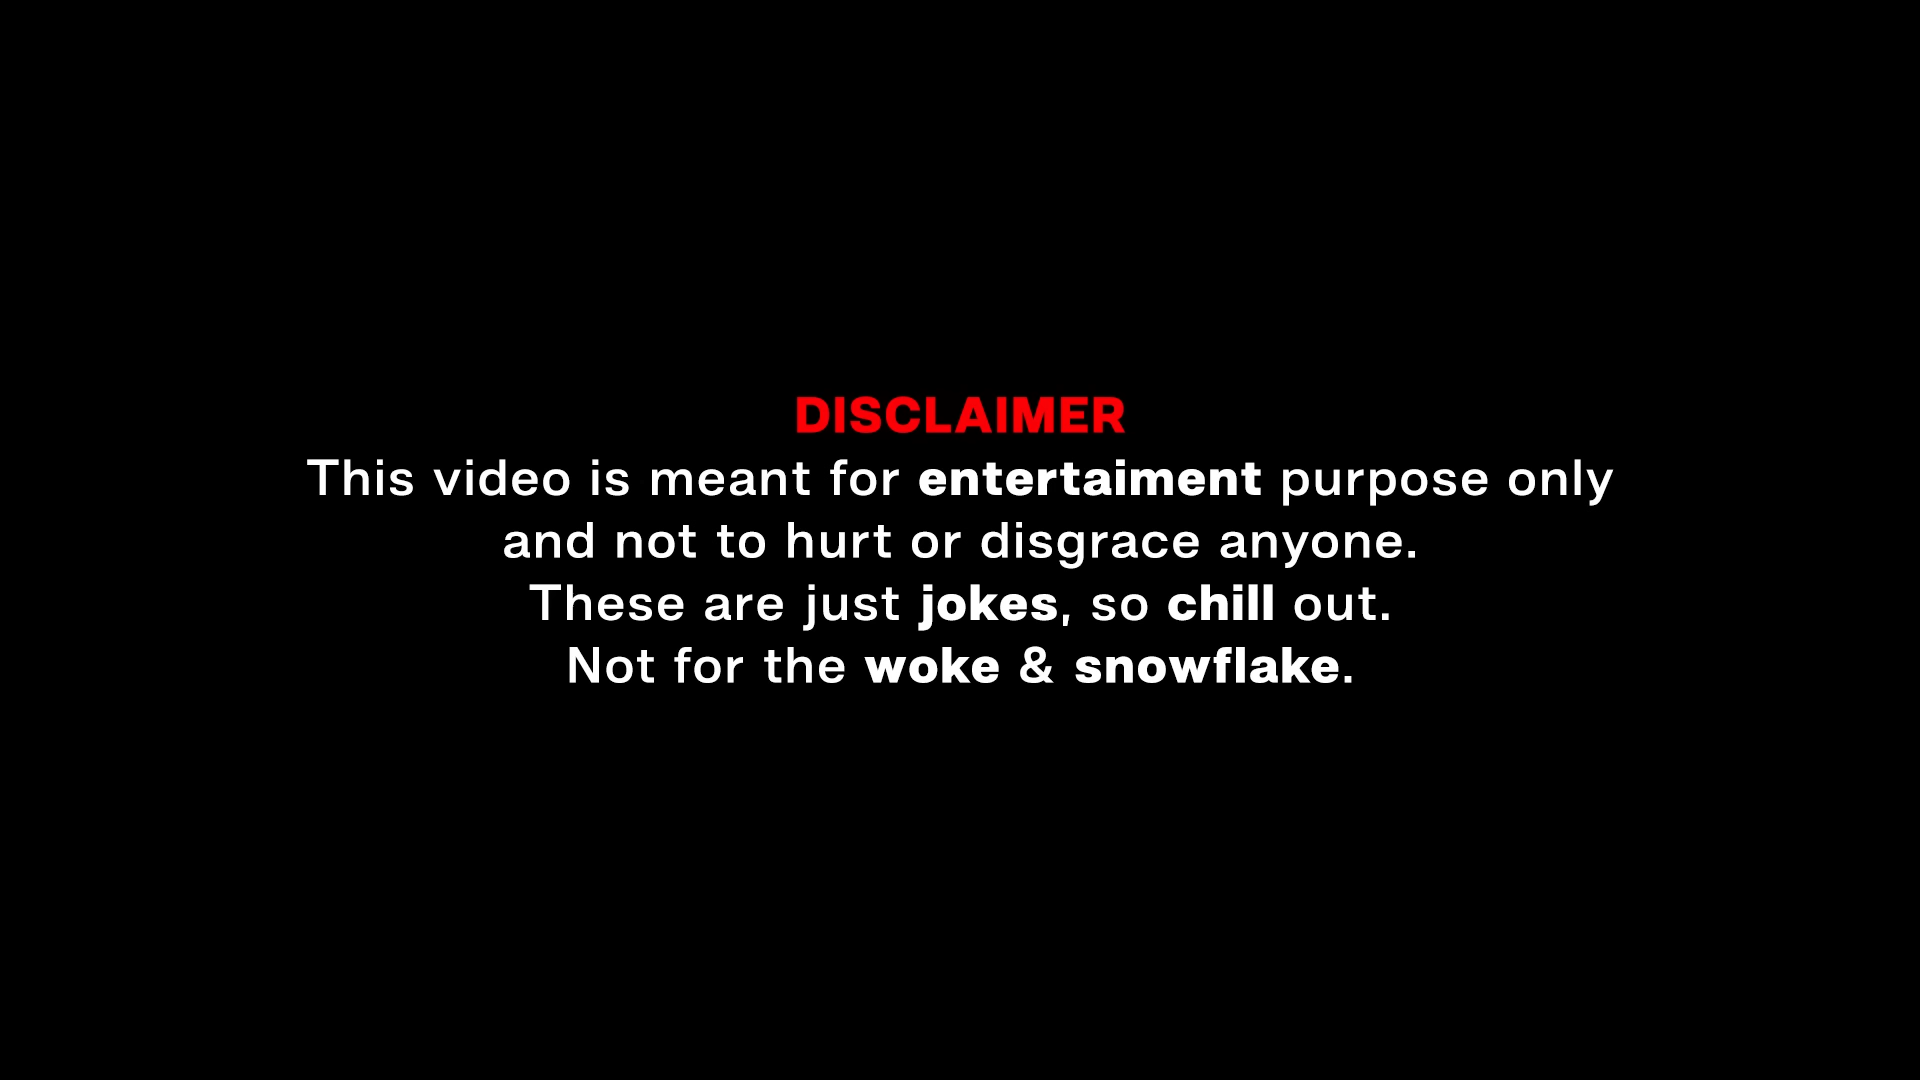 DISCLAIMER
This video is meant for entertaiment purpose only
and not to hurt or disgrace anyone.
These are just jokes, so chill out.
Not for the woke & snowflake.